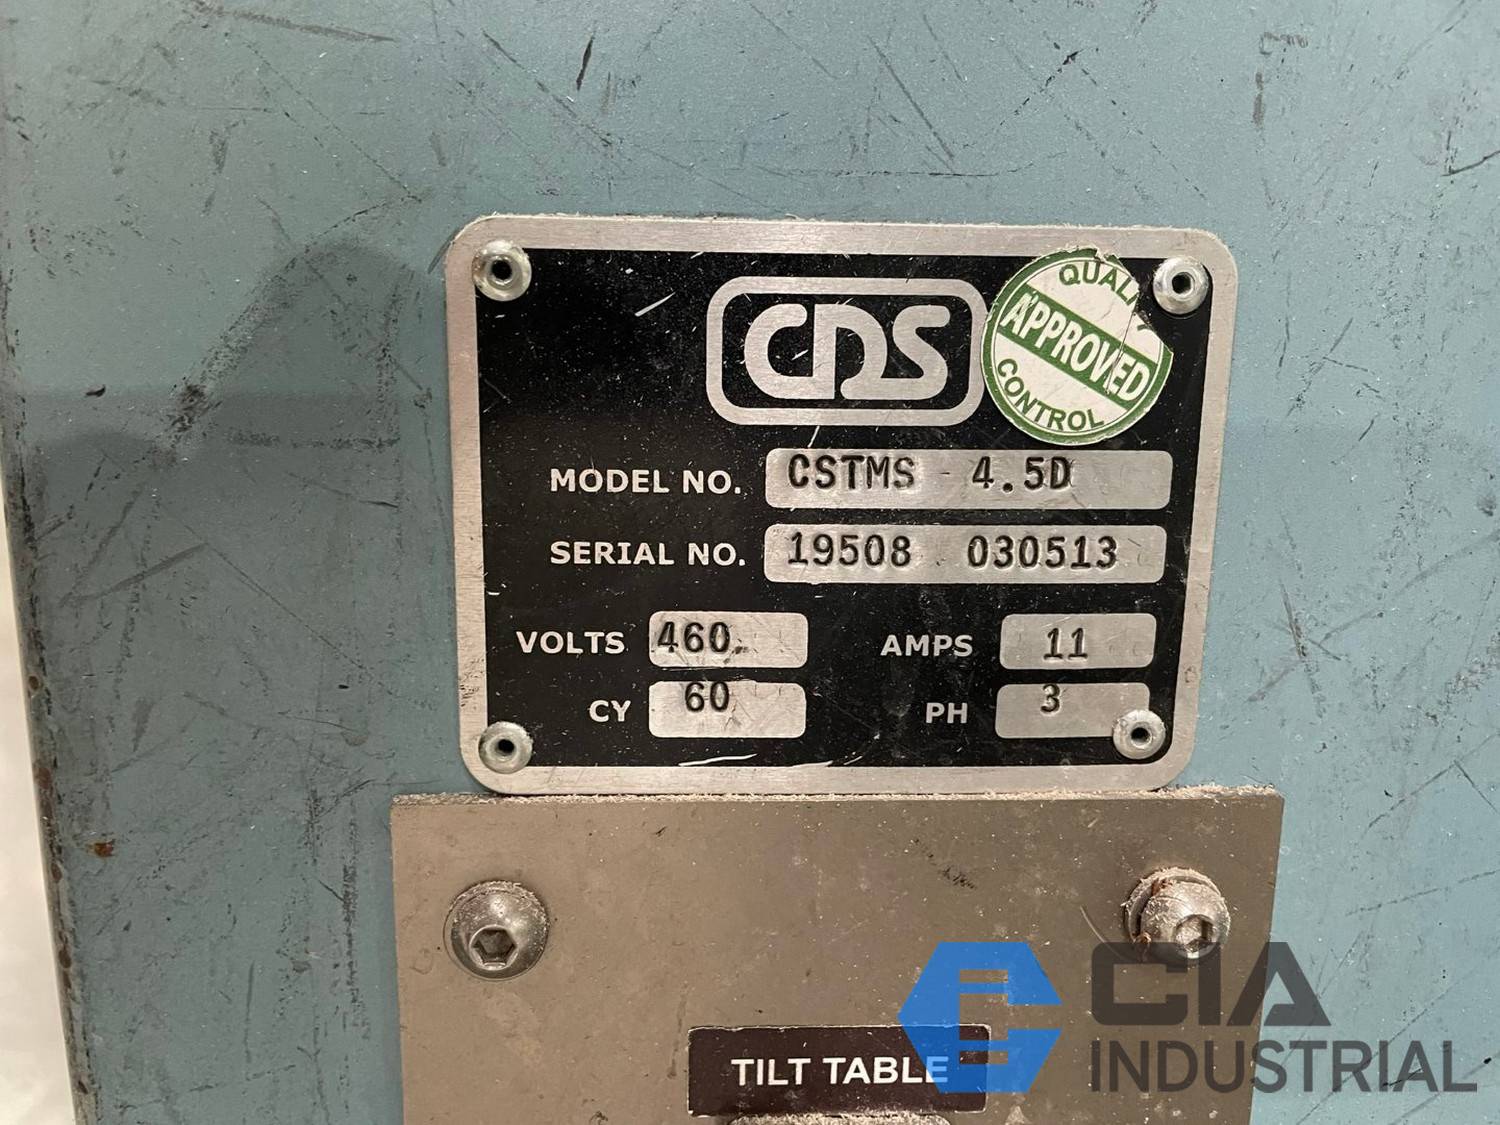 CDS
QUALITY
APPROVED
CONTROL
MODEL NO. CSTMS - 4.5D
SERIAL NO. 19508 030513
VOLTS 460 AMPS 11
CY 60 PH 3
TILT TABLE
CIA
INDUSTRIAL